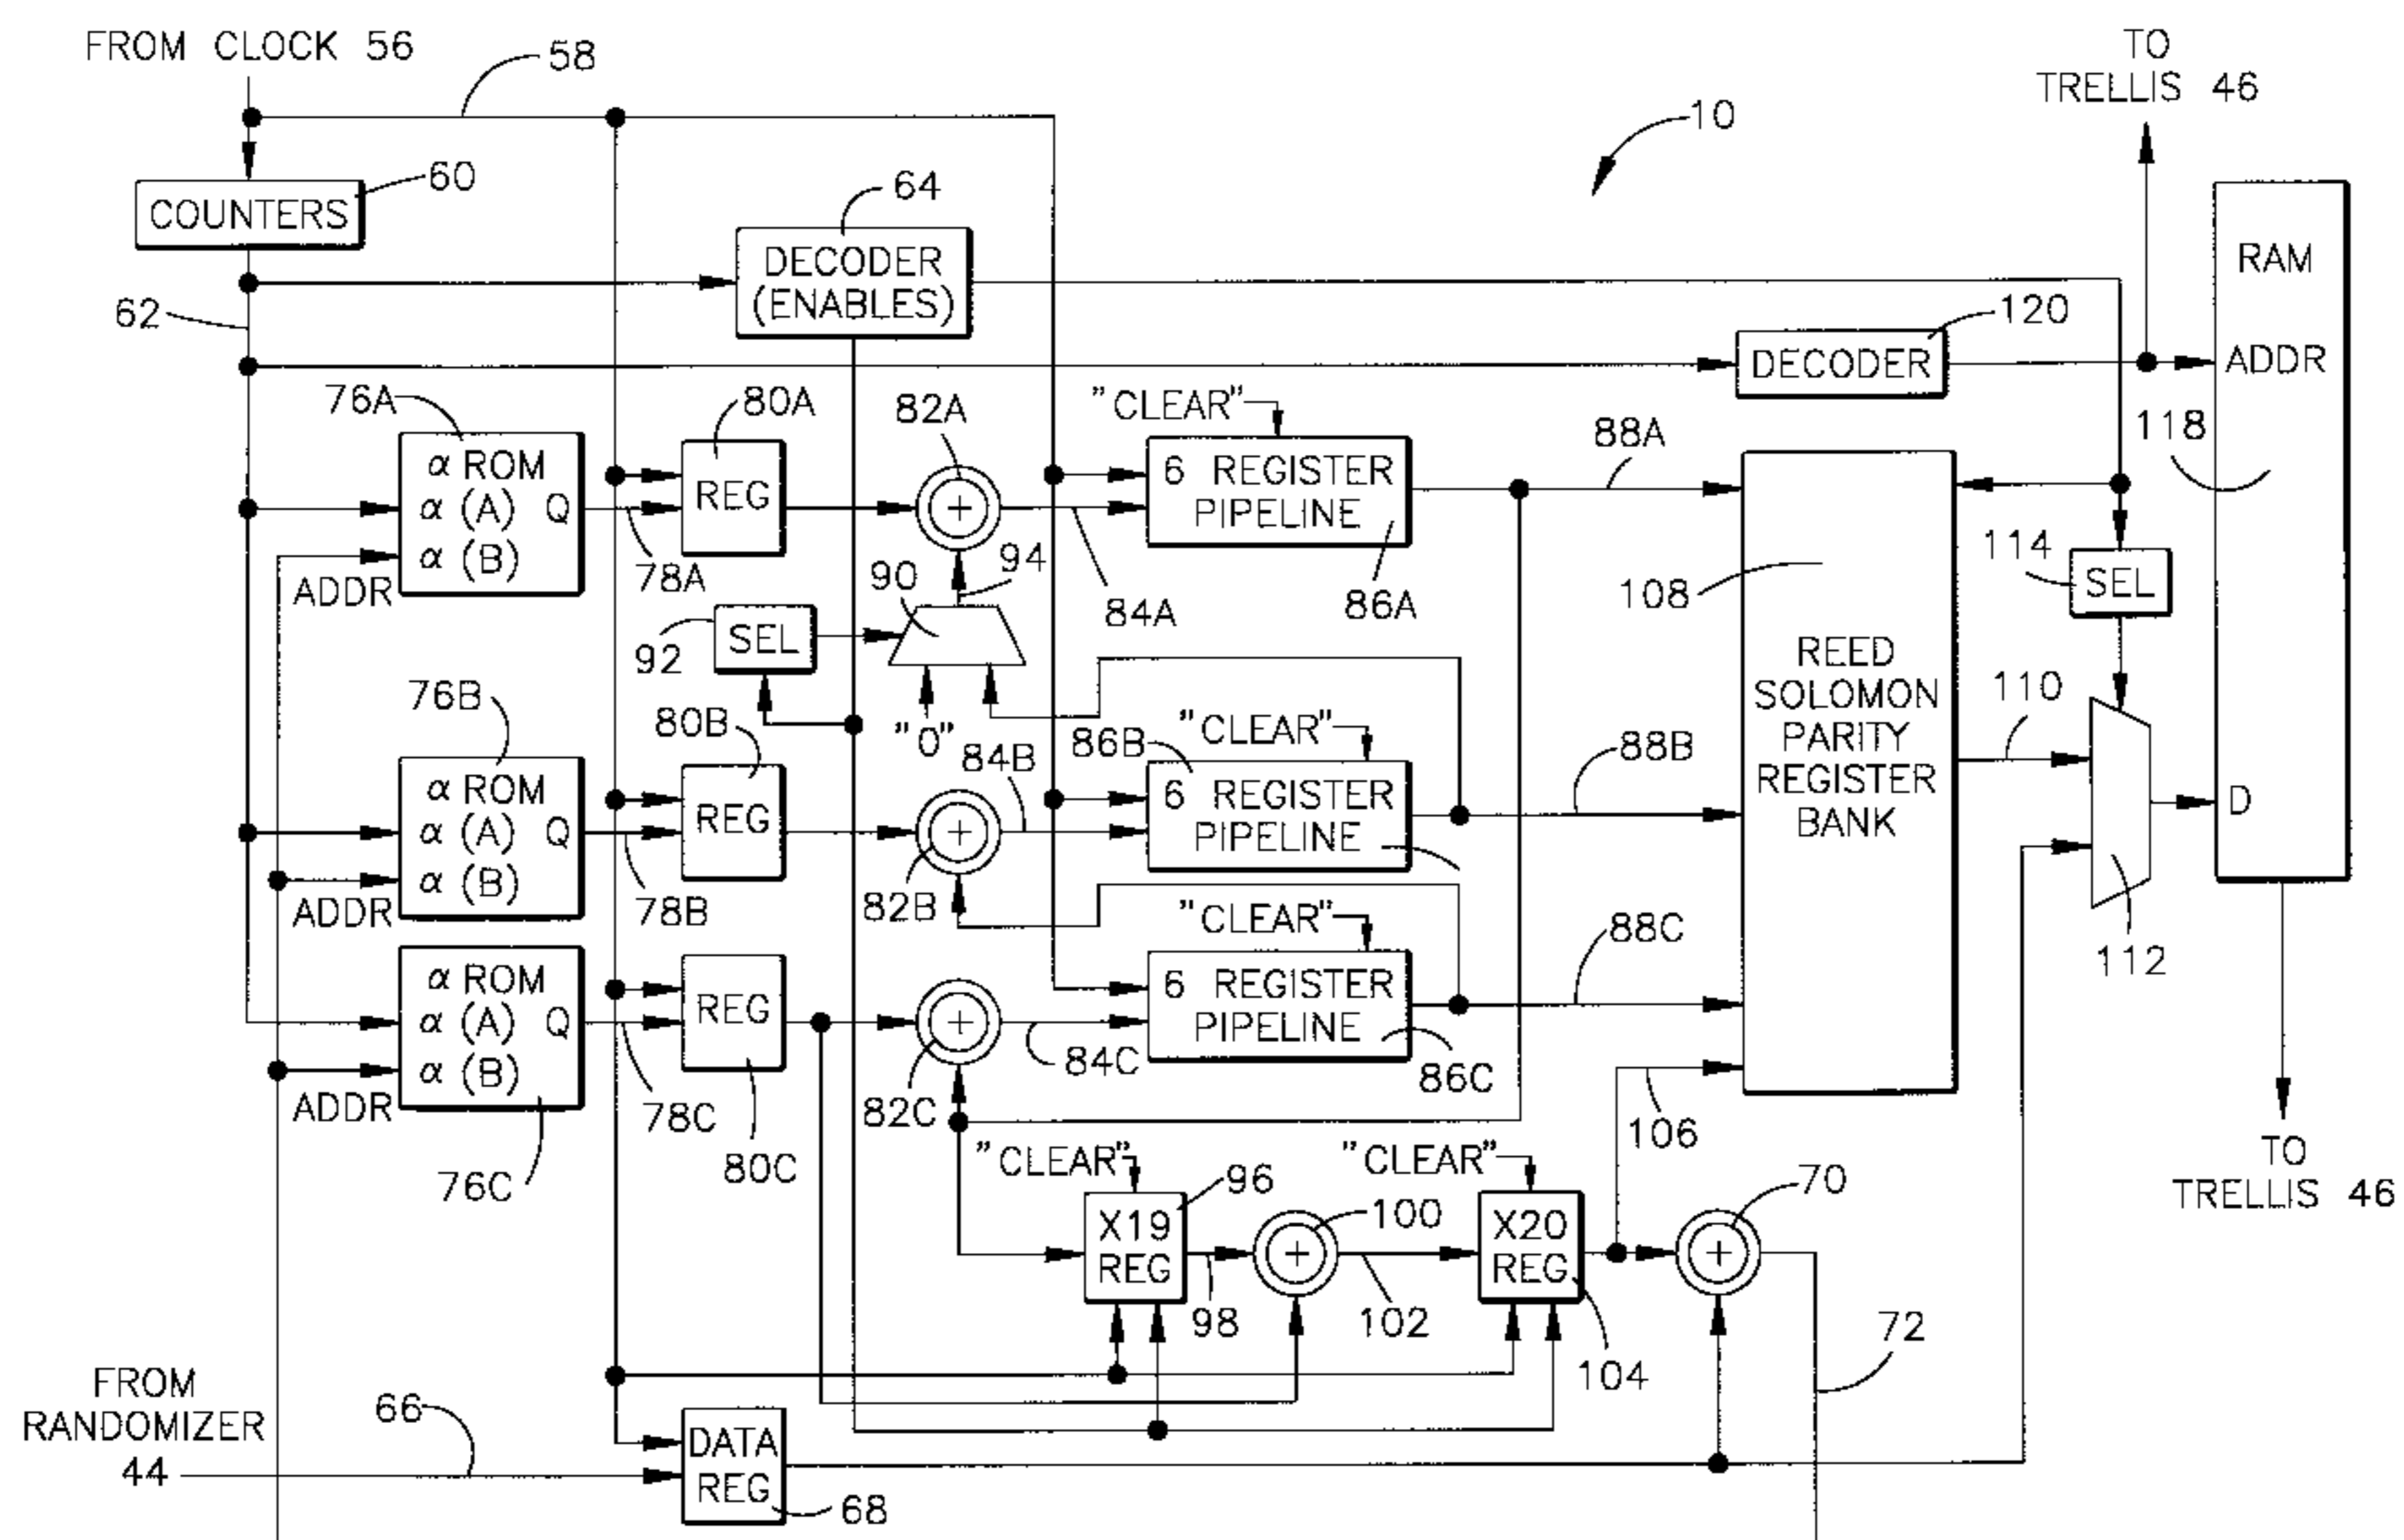 FROM CLOCK 56
58
TO
TRELLIS 46
10
60
COUNTERS
64
DECODER
(ENABLES)
RAM
62
120
DECODER
ADDR
76A
80A
82A
"CLEAR"
88A
118
α ROM
α (A) Q
α (B)
ADDR
78A
REG
+
6 REGISTER
PIPELINE
84A
86A
94
90
92
SEL
"0"
108
114
SEL
REED
SOLOMON
PARITY
REGISTER
BANK
110
D
112
76B
80B
84B
86B
"CLEAR"
88B
α ROM
α (A) Q
α (B)
ADDR
78B
REG
+
82B
6 REGISTER
PIPELINE
"CLEAR"
88C
α ROM
α (A) Q
α (B)
ADDR
78C
76C
REG
80C
+
82C
84C
6 REGISTER
PIPELINE
86C
106
"CLEAR"
96
X19
REG
98
100
+
102
"CLEAR"
X20
REG
104
70
+
72
TO
TRELLIS 46
FROM
RANDOMIZER
44
66
DATA
REG
68